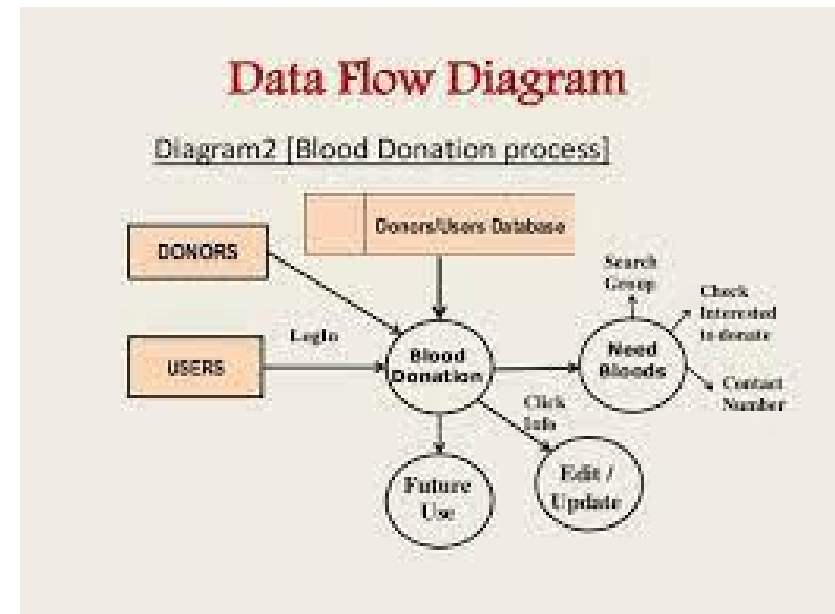 Data Flow Diagram
Diagram2 [Blood Donation process]
Donors/Users Database
DONORS
Search
Group
Check
Interested
to donate
LogIn
USERS
Blood
Donation
Need
Bloods
Contact
Number
Click
Info
Future
Use
Edit /
Update